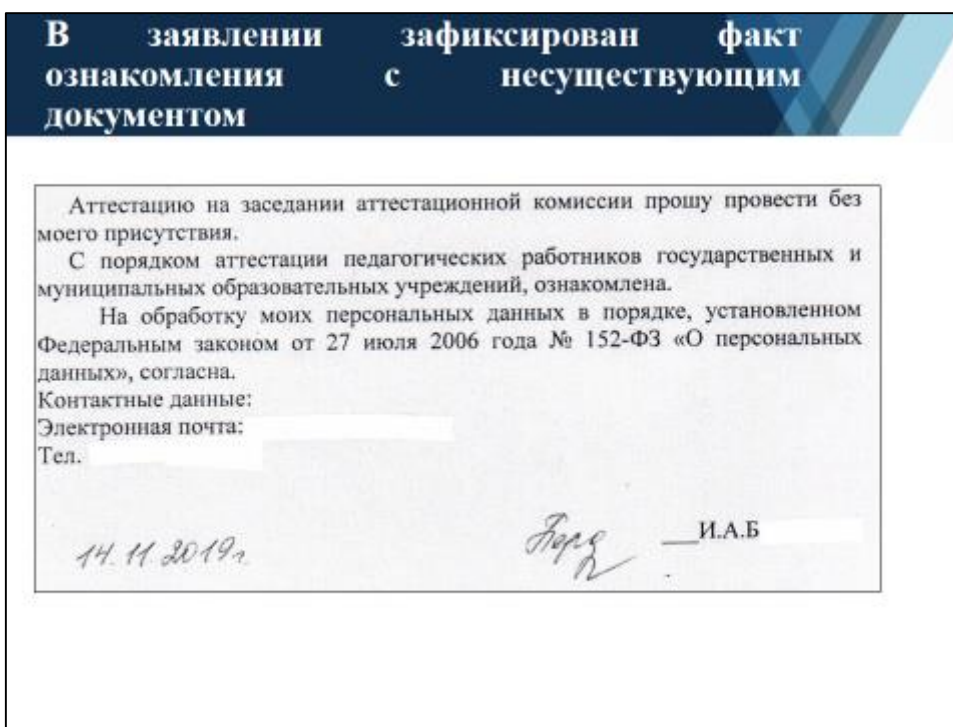 В заявлении зафиксирован факт
ознакомления с несуществующим
документом
Аттестацию на заседании аттестационной комиссии прошу провести без
моего присутствия.
С порядком аттестации педагогических работников государственных и
муниципальных образовательных учреждений, ознакомлена.
На обработку моих персональных данных в порядке, установленном
Федеральным законом от 27 июля 2006 года № 152-ФЗ «О персональных
данных», согласна.
Контактные данные:
Электронная почта:
Тел.
14.11.2019г. __И.А.Б